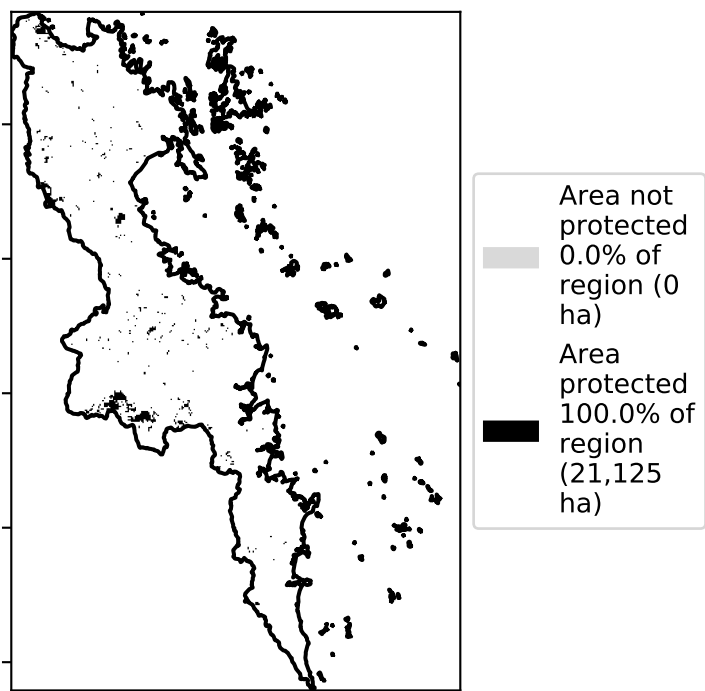 Area not
protected
0.0% of
region (0
ha)
Area
protected
100.0% of
region
(21,125
ha)